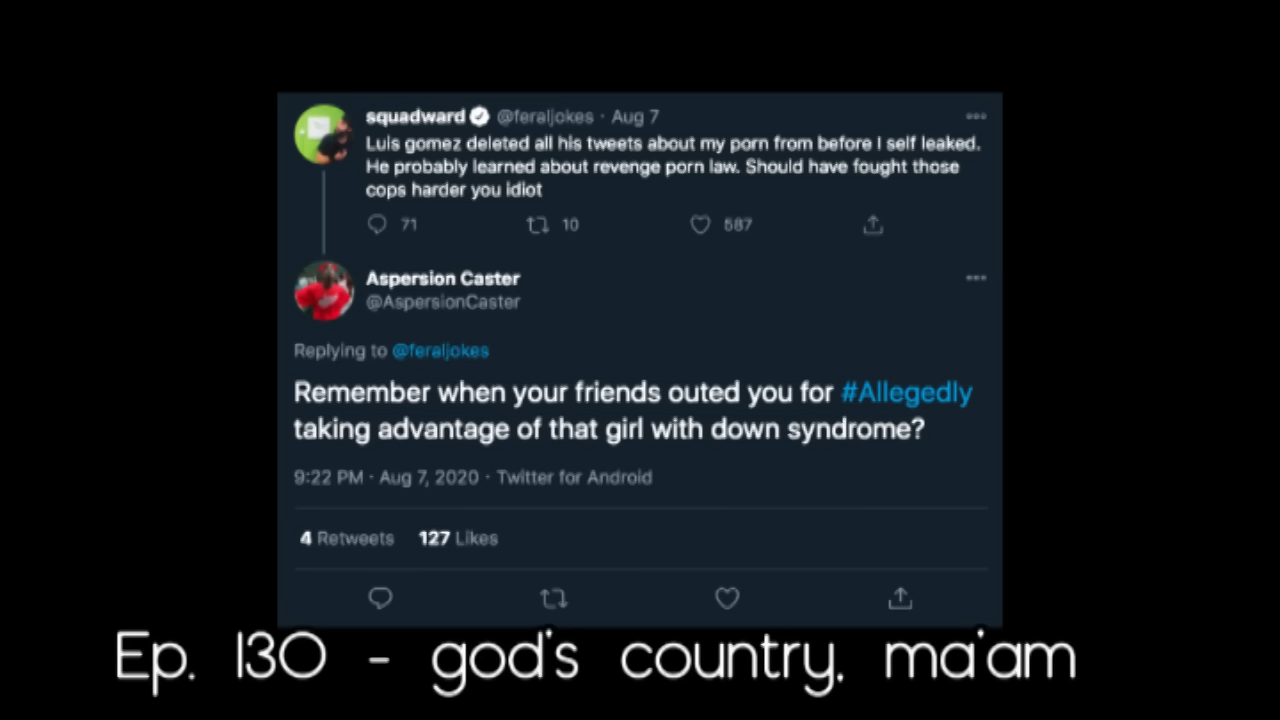 squadward @feraljokes · Aug 7
Luis gomez deleted all his tweets about my porn from before I self leaked.
He probably learned about revenge porn law. Should have fought those
cops harder you idiot
71 10 587
Aspersion Caster
@AspersionCaster
Replying to @feraljokes
Remember when your friends outed you for #Allegedly
taking advantage of that girl with down syndrome?
9:22 PM · Aug 7, 2020 · Twitter for Android
4 Retweets 127 Likes
Ep. 130 - god's country, ma'am